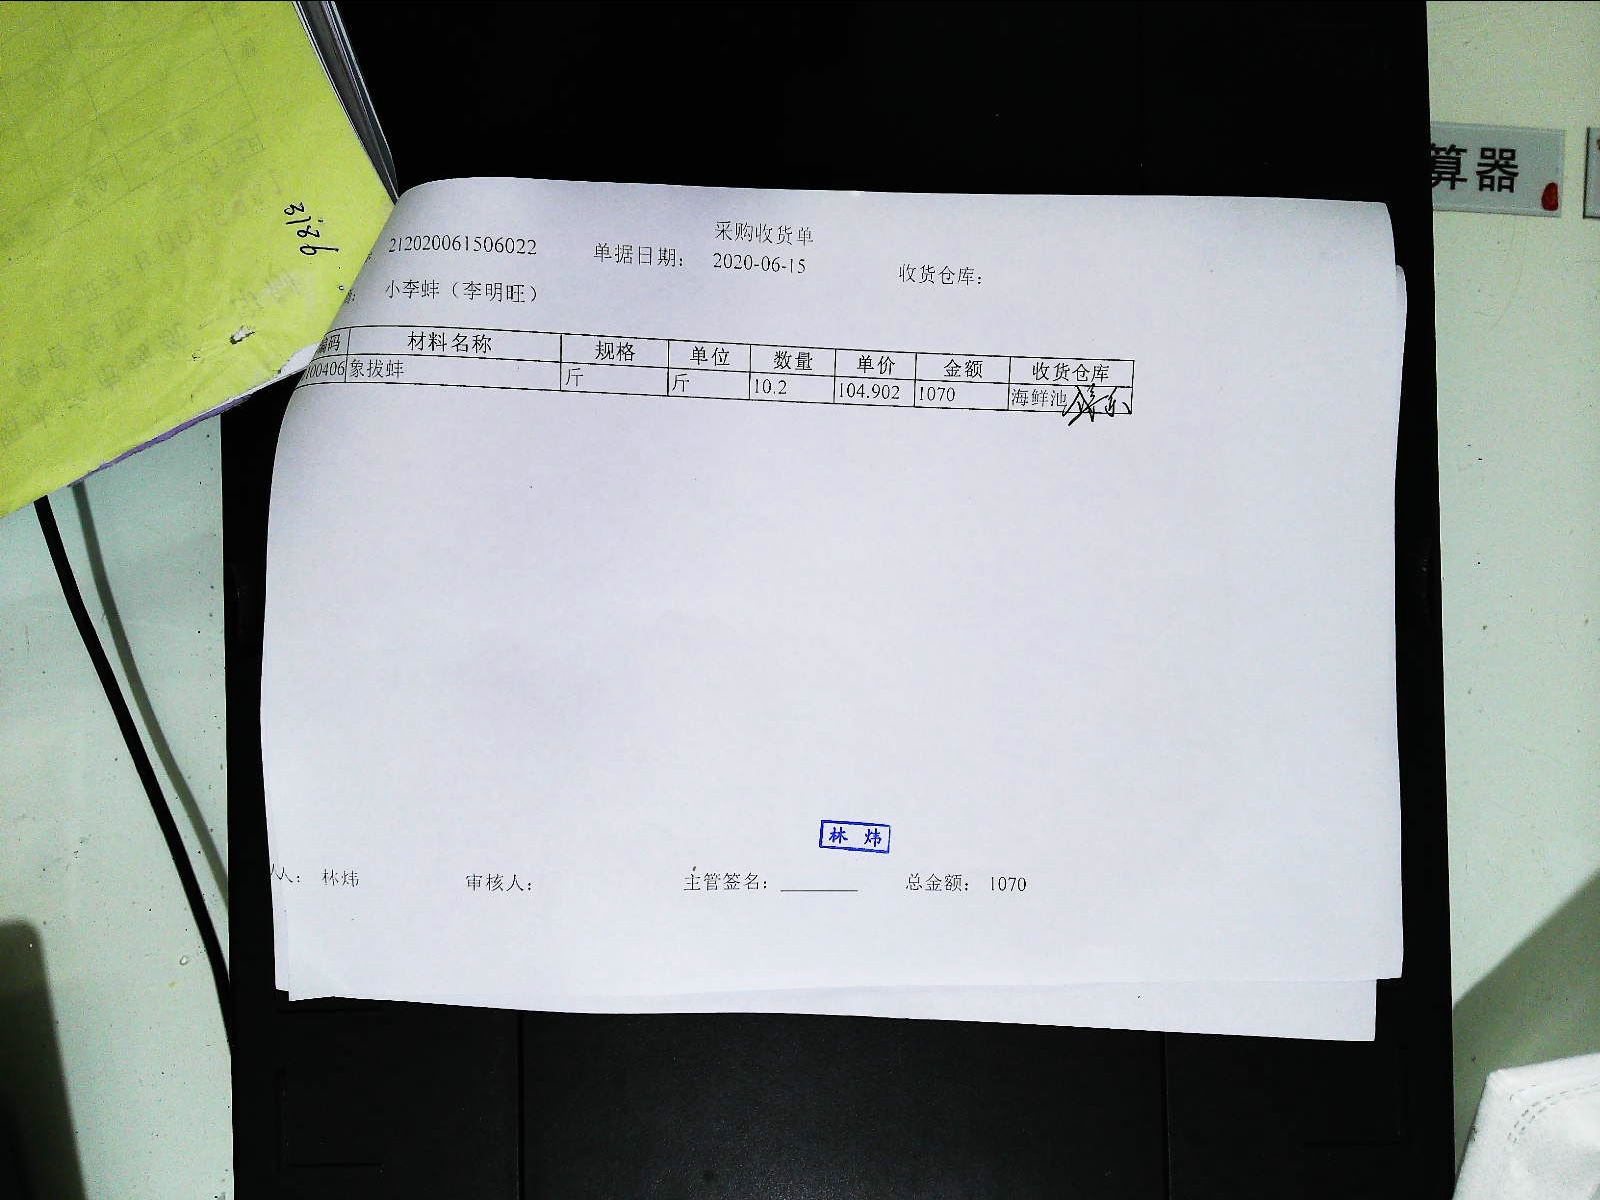 采购收货单
212020061506022 单据日期: 2020-06-15 收货仓库:
小李蚌（李明旺）
编码 材料名称 规格 单位 数量 单价 金额 收货仓库
00406 象拔蚌 斤 斤 10.2 104.902 1070 海鲜池
林 炜
人: 林炜 审核人: 主管签名: 总金额: 1070
算器